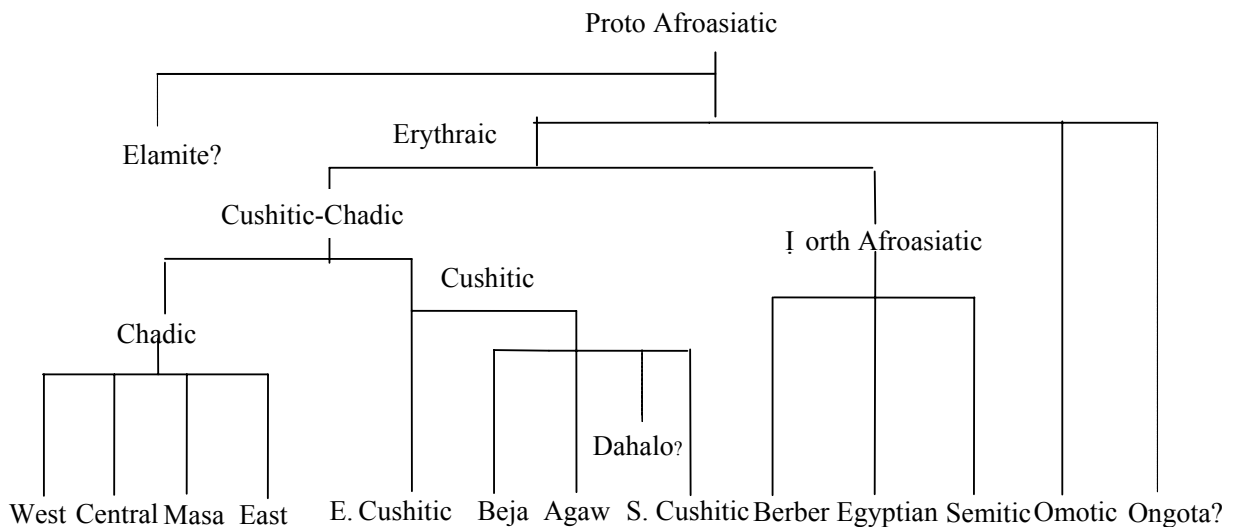 Proto Afroasiatic
Erythraic
Elamite?
Cushitic-Chadic
Ị orth Afroasiatic
Cushitic
Chadic
Dahalo?
West Central Masa East E. Cushitic Beja Agaw S. Cushitic Berber Egyptian Semitic Omotic Ongota?